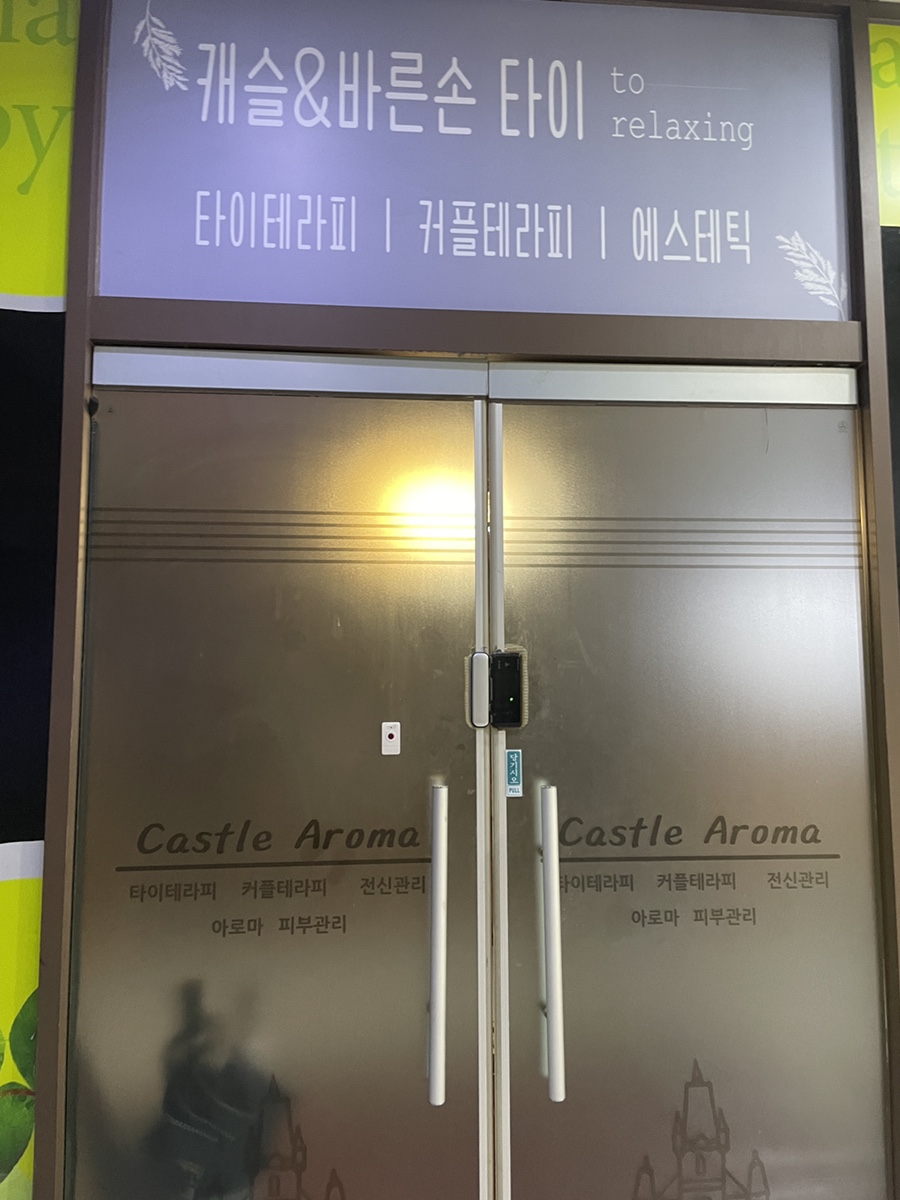 캐슬&바른손 타이 to relaxing
타이테라피 | 커플테라피 | 에스테틱
당기시오
PULL
Castle Aroma
타이테라피 커플테라피 전신관리
아로마 피부관리
Castle Aroma
타이테라피 커플테라피 전신관리
아로마 피부관리